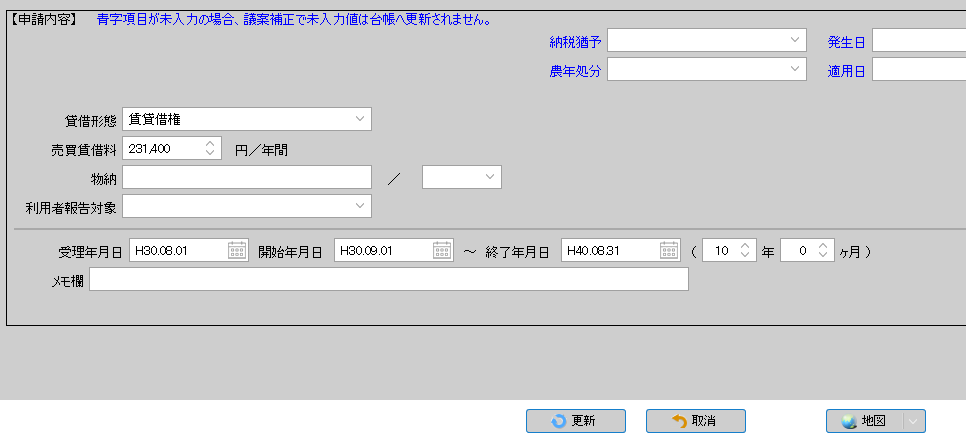 【申請内容】 青字項目が未入力の場合、議案補正で未入力値は台帳へ更新されません。
納税猶予 発生日
農年処分 適用日
貸借形態 賃貸借権
売買賃借料 231,400 円／年間
物納 ／
利用者報告対象
受理年月日 H30.08.01 開始年月日 H30.09.01 ～ 終了年月日 H40.08.31 ( 10 年 0 ヶ月 )
メモ欄
更新 取消 地図